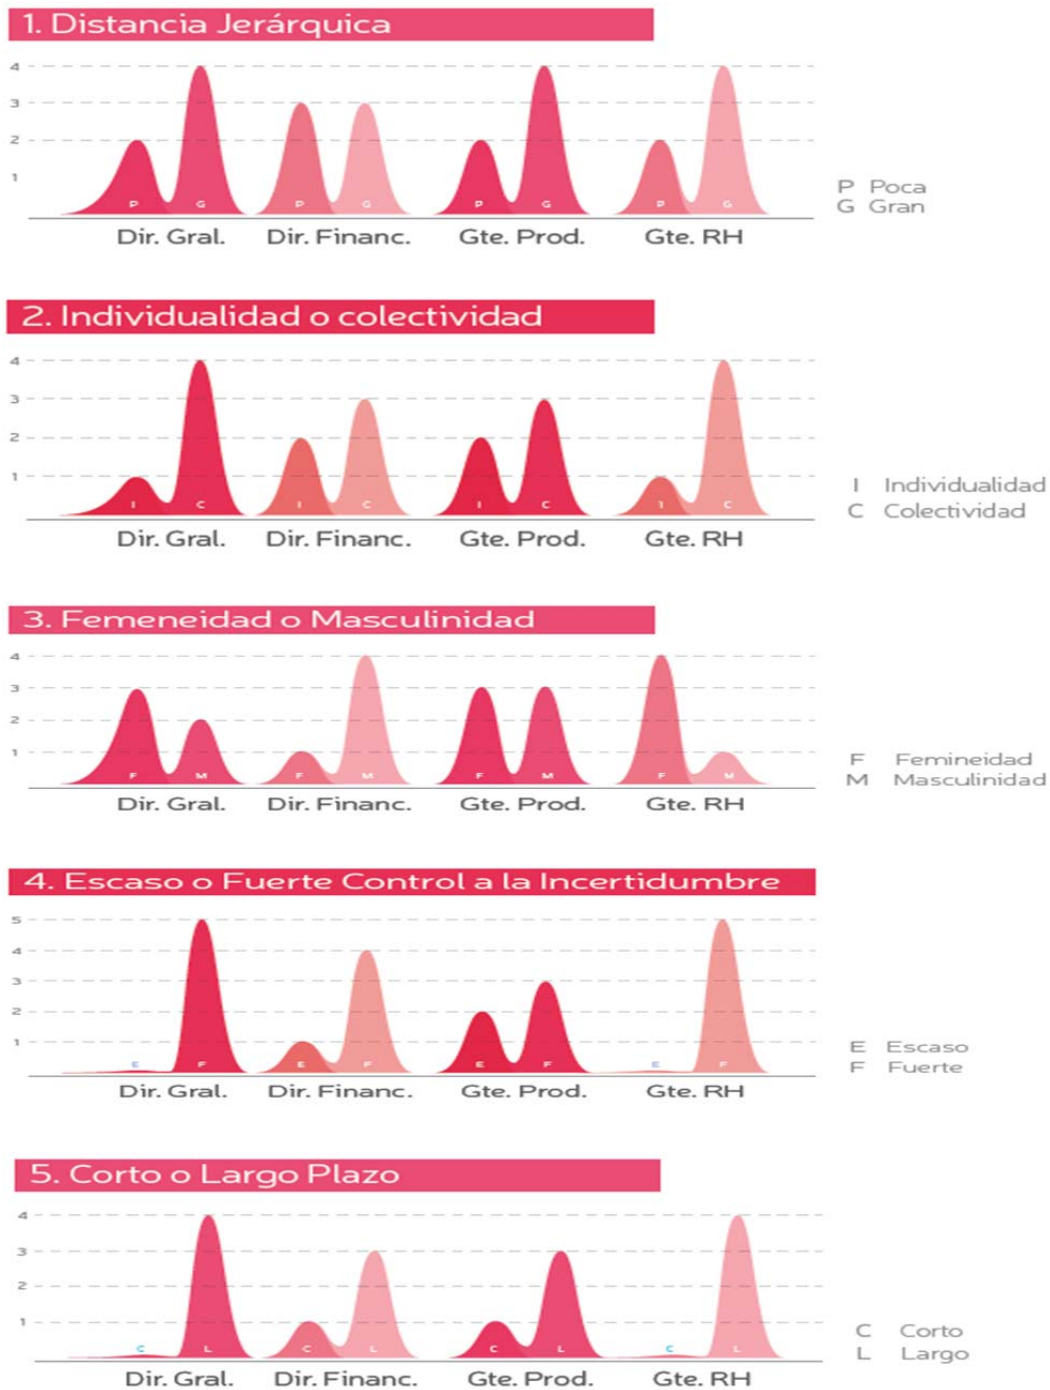 1. Distancia Jerárquica
4
3
2
1
P G P G P G P G
Dir. Gral. Dir. Financ. Gte. Prod. Gte. RH
P Poca
G Gran
2. Individualidad o colectividad
4
3
2
1
I C I C I C 1 C
Dir. Gral. Dir. Financ. Gte. Prod. Gte. RH
I Individualidad
C Colectividad
3. Femeneidad o Masculinidad
4
3
2
1
F M F M F M F M
Dir. Gral. Dir. Financ. Gte. Prod. Gte. RH
F Femineidad
M Masculinidad
4. Escaso o Fuerte Control a la Incertidumbre
5
4
3
2
1
E F E F E F E F
Dir. Gral. Dir. Financ. Gte. Prod. Gte. RH
E Escaso
F Fuerte
5. Corto o Largo Plazo
4
3
2
1
C L C L C L C L
Dir. Gral. Dir. Financ. Gte. Prod. Gte. RH
C Corto
L Largo